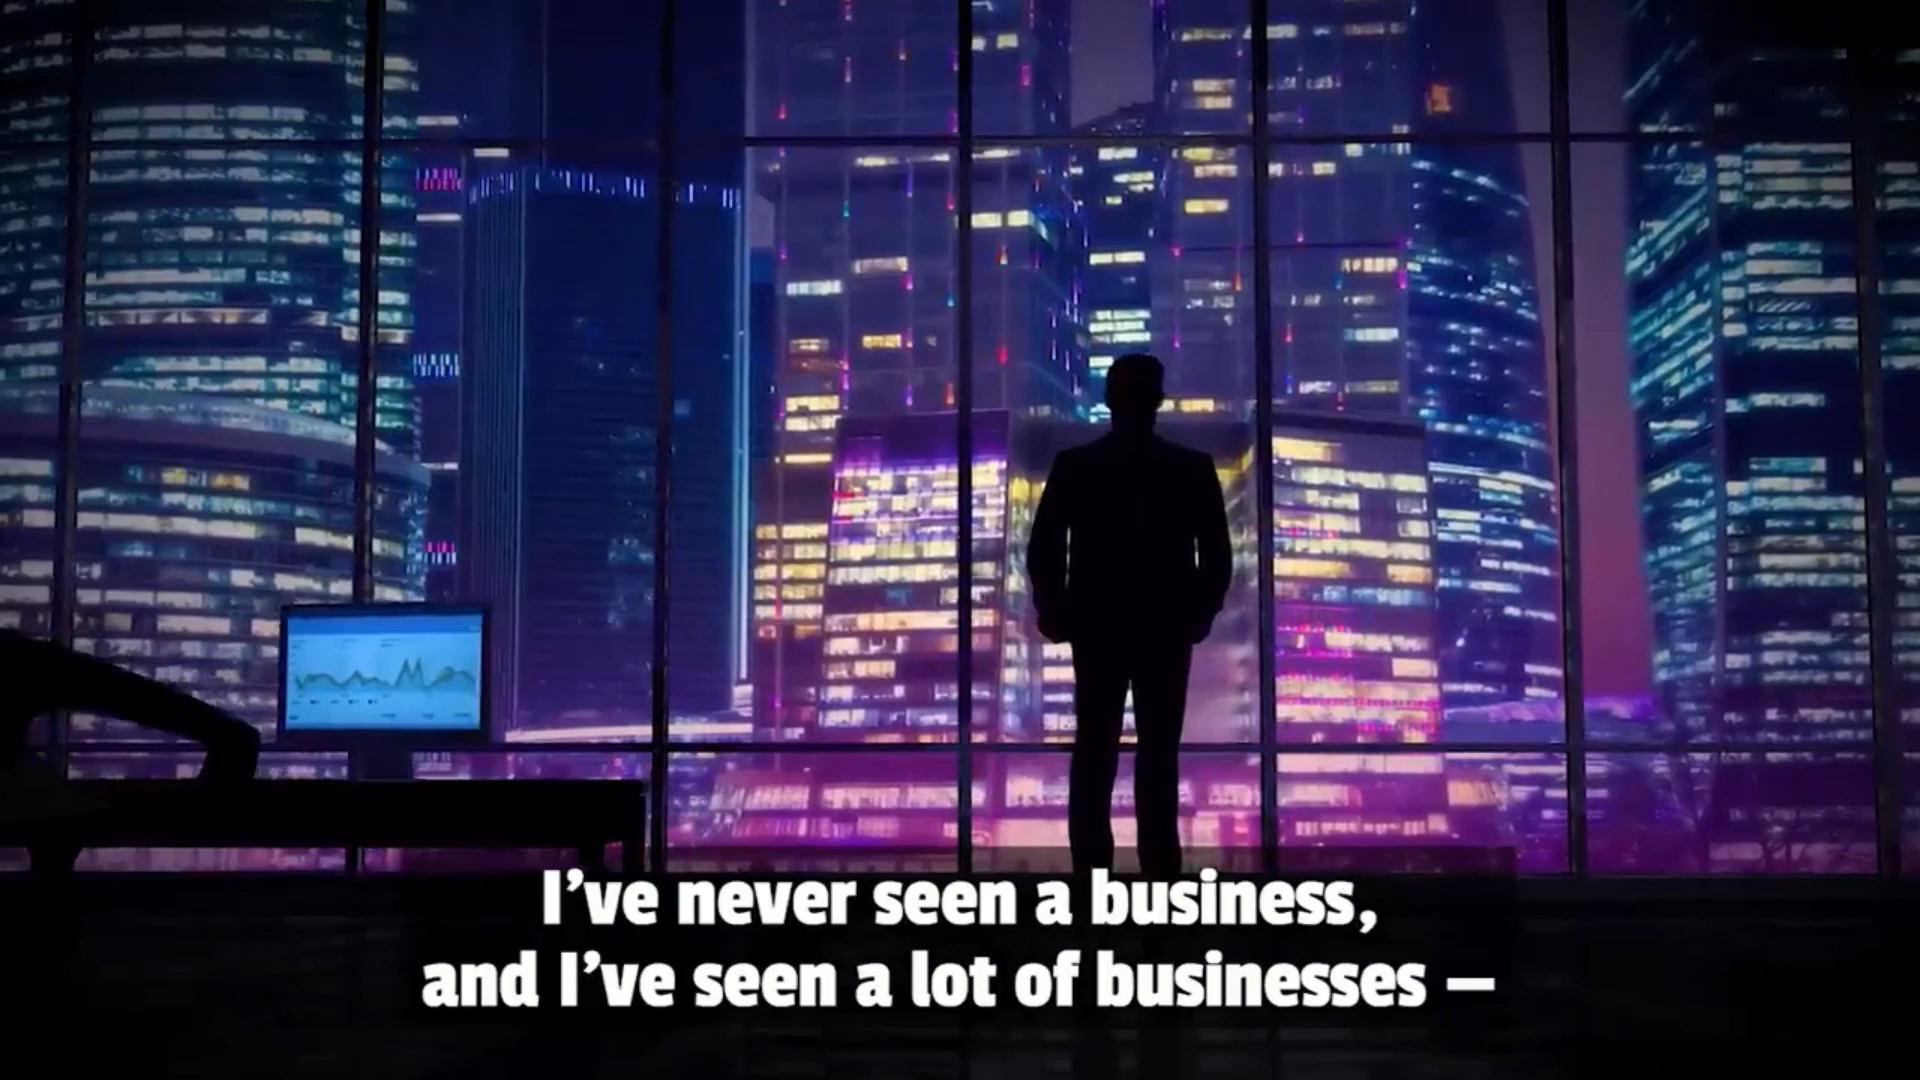 I’ve never seen a business,
and I’ve seen a lot of businesses —